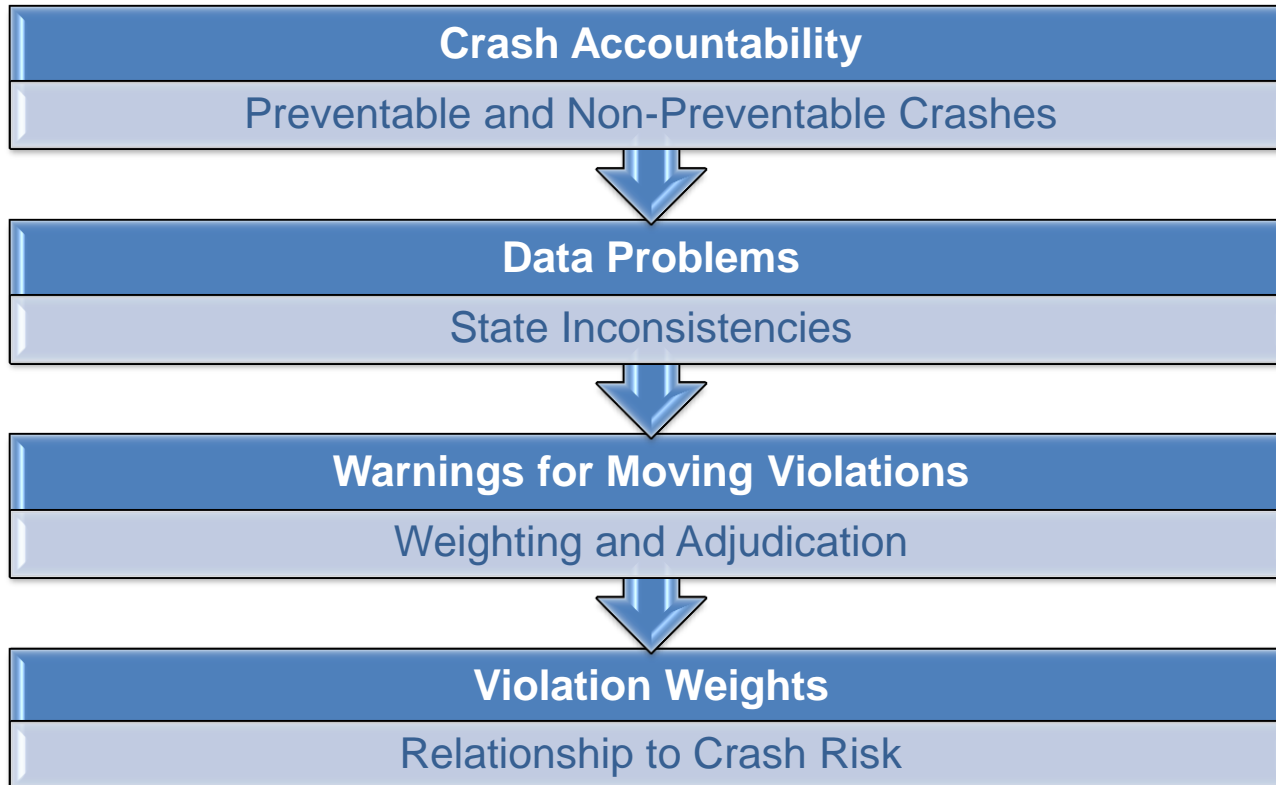 Crash Accountability
Preventable and Non-Preventable Crashes
Data Problems
State Inconsistencies
Warnings for Moving Violations
Weighting and Adjudication
Violation Weights
Relationship to Crash Risk